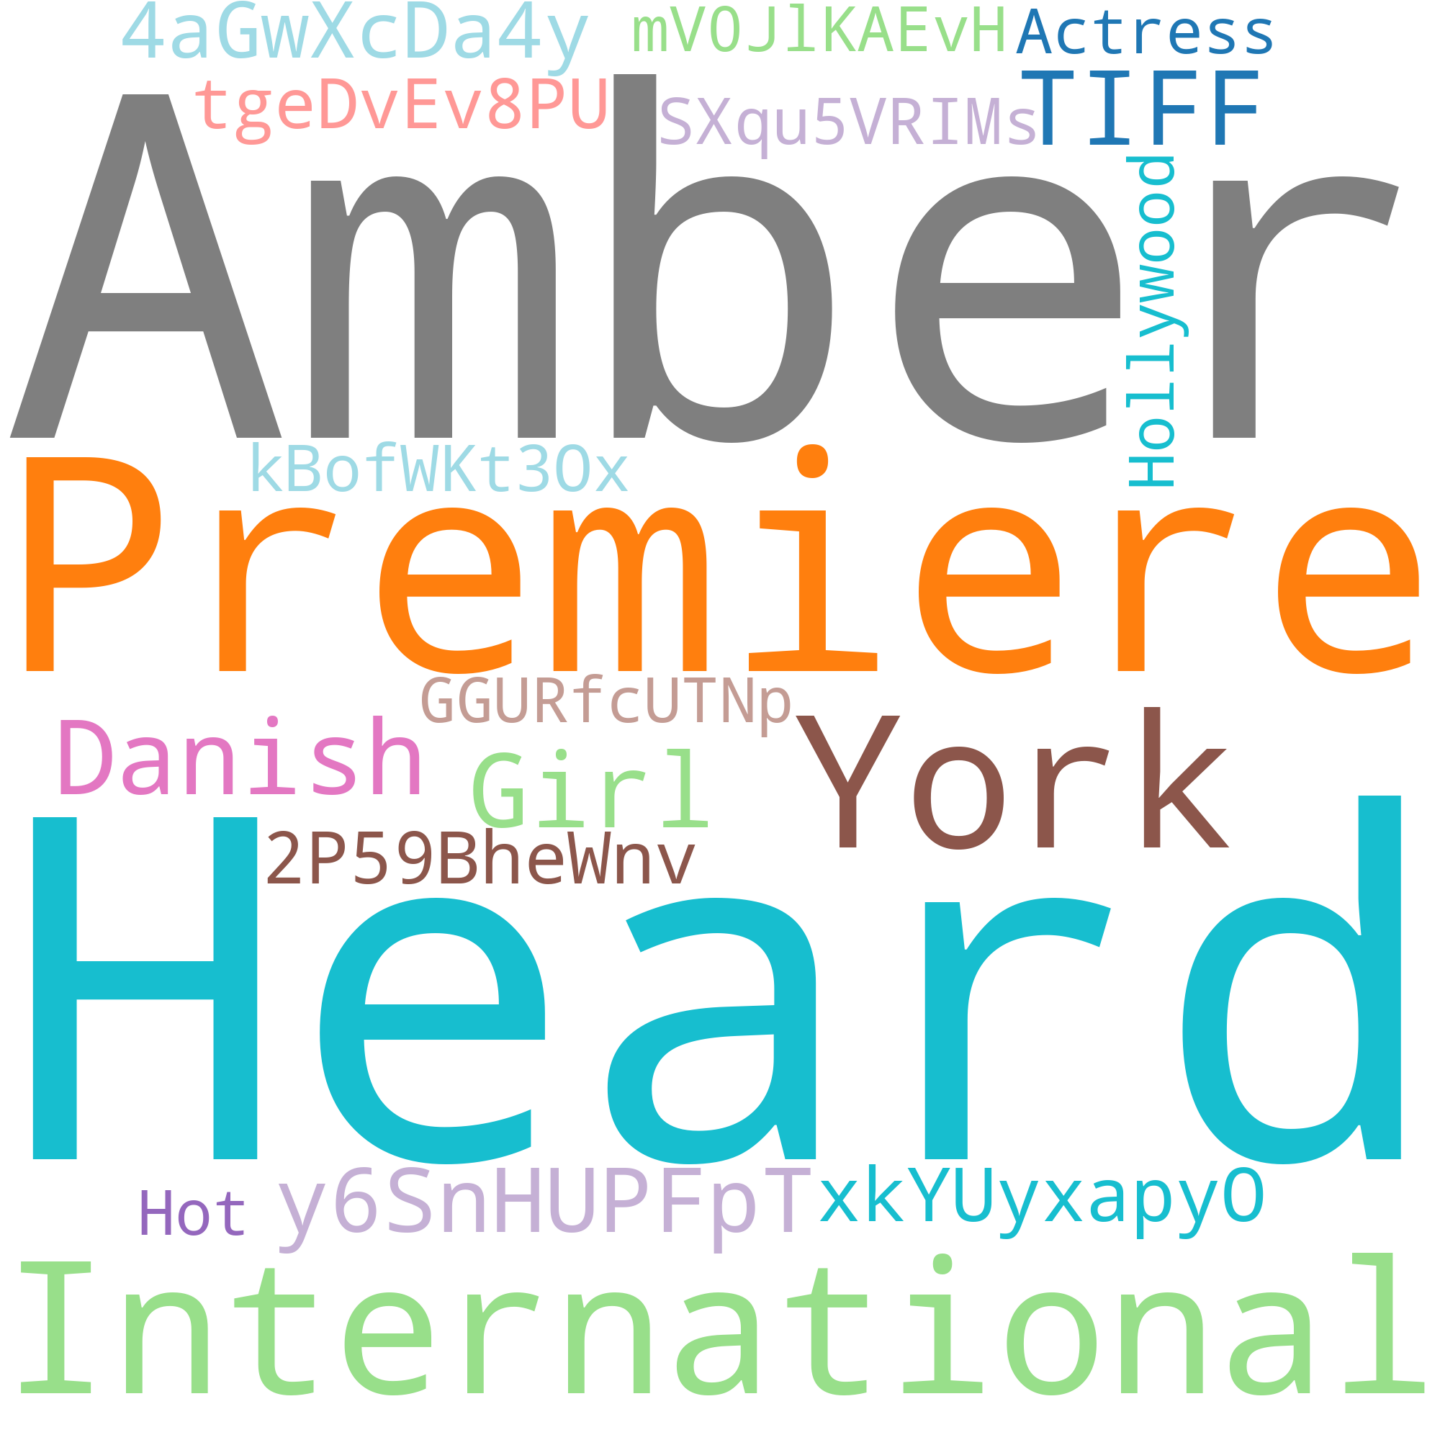 4aGwXcDa4y
mV0JlKAEvH
Actress
tgeDvEv8PU
SXqu5VRIMs
TIFF
Amber
Hollywood
kBofWKt3Ox
Premiere
GGURfcUTNp
Danish
Girl
York
2P59BheWnv
Heard
Hot
y6SnHUPFpT
xkYUyxapyO
International